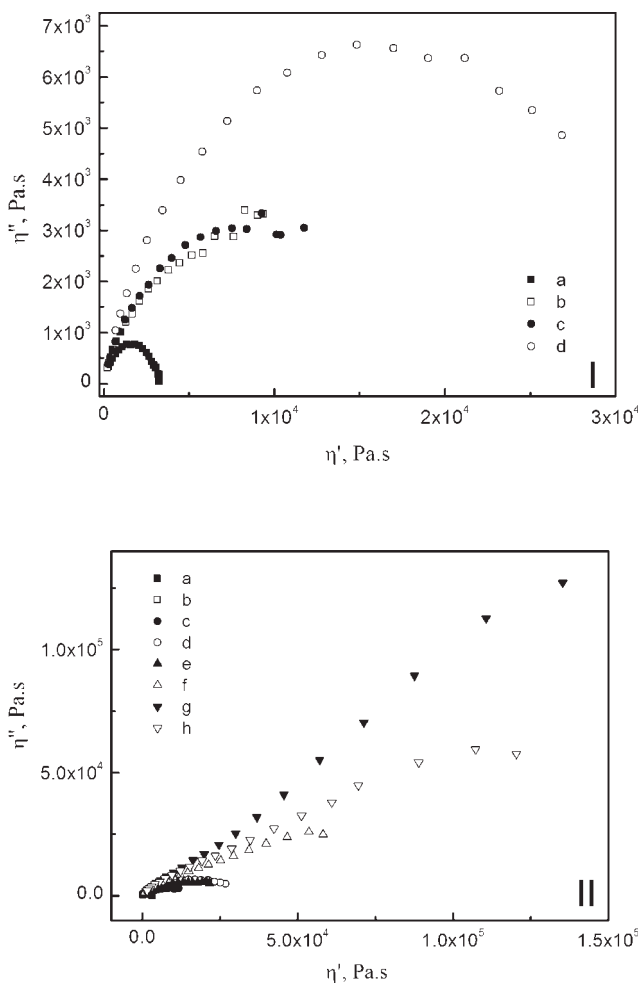 7x10³
6x10³
5x10³
4x10³
3x10³
2x10³
1x10³
0
η'', Pa.s
a
b
c
d
I
0
1x10⁴
2x10⁴
3x10⁴
η', Pa.s
a
b
c
d
e
f
g
h
1.0x10⁵
5.0x10⁴
0.0
η'', Pa.s
II
0.0
5.0x10⁴
1.0x10⁵
1.5x10⁵
η', Pa.s